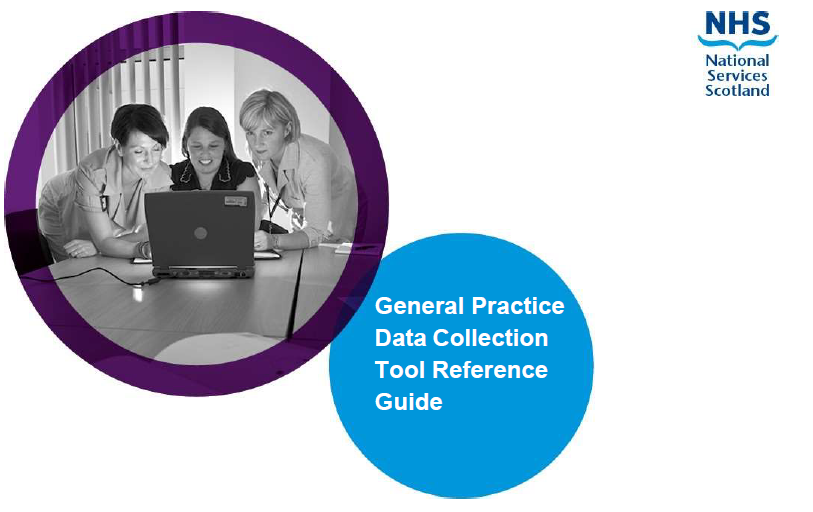 NHS
National
Services
Scotland
General Practice
Data Collection
Tool Reference
Guide